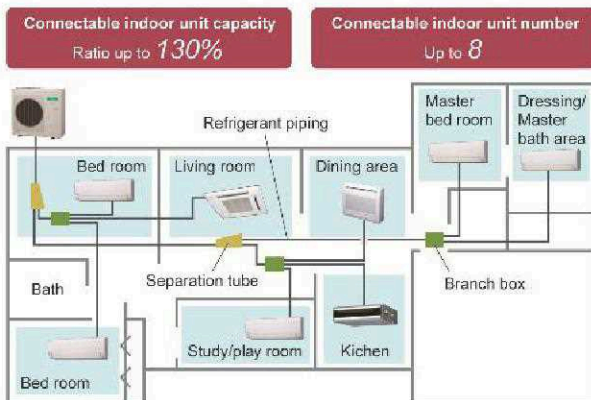 Connectable indoor unit capacity
Ratio up to 130%
Connectable indoor unit number
Up to 8
Refrigerant piping
Master
bed room
Dressing/
Master
bath area
Bed room
Living room
Dining area
Bath
Separation tube
Branch box
Bed room
Study/play room
Kichen